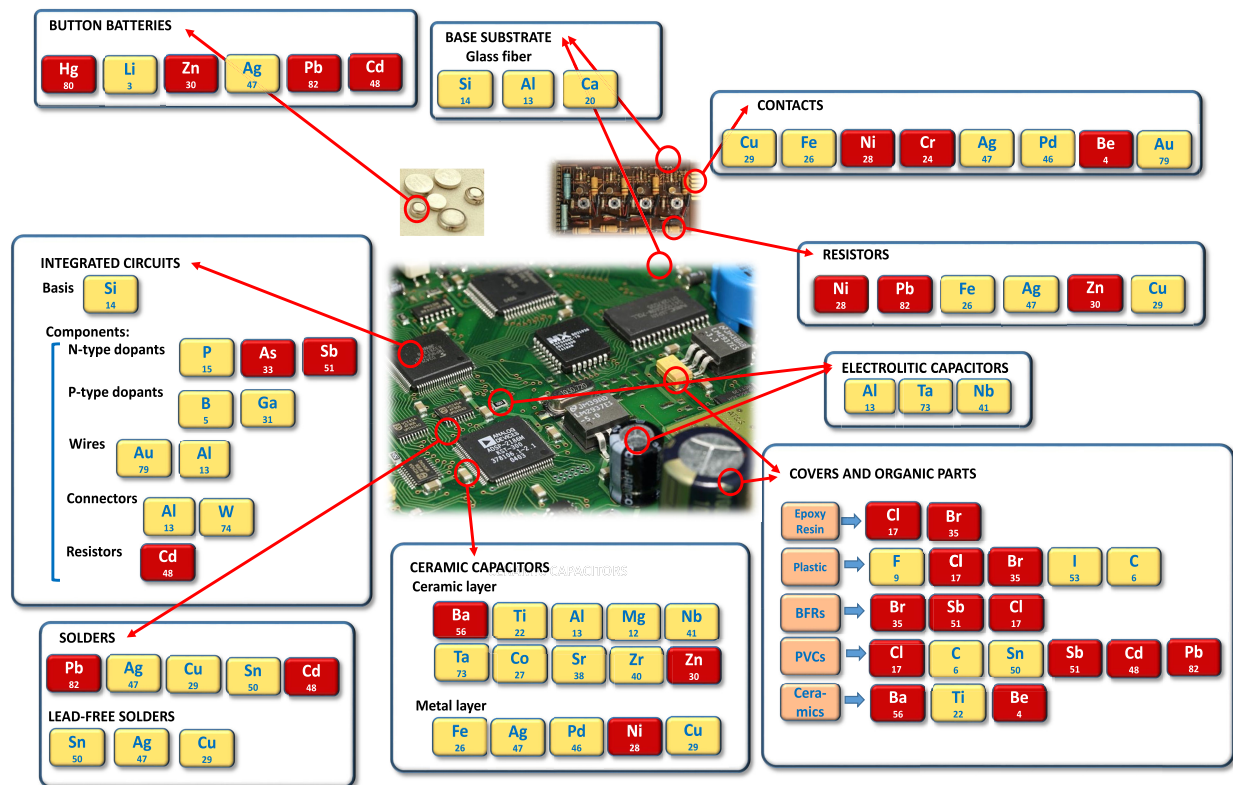 BUTTON BATTERIES
Hg Li Zn Ag Pb Cd
80 3 30 47 82 48
BASE SUBSTRATE
Glass fiber
Si Al Ca
14 13 20
CONTACTS
Cu Fe Ni Cr Ag Pd Be Au
29 26 28 24 47 46 4 79
INTEGRATED CIRCUITS
Basis Si
14
Components:
N-type dopants P As Sb
15 33 51
P-type dopants B Ga
5 31
Wires Au Al
79 13
Connectors Al W
13 74
Resistors Cd
48
RESISTORS
Ni Pb Fe Ag Zn Cu
28 82 26 47 30 29
ELECTROLITIC CAPACITORS
Al Ta Nb
13 73 41
ANALOG
DEVICES
SOLDERS
Pb Ag Cu Sn Cd
82 47 29 50 48
LEAD-FREE SOLDERS
Sn Ag Cu
50 47 29
CERAMIC CAPACITORS
Ceramic layer
Ba Ti Al Mg Nb
56 22 13 12 41
Ta Co Sr Zr Zn
73 27 38 40 30
Metal layer
Fe Ag Pd Ni Cu
26 47 46 28 29
COVERS AND ORGANIC PARTS
Epoxy
Resin
Cl Br
17 35
Plastic F Cl Br I C
9 17 35 53 6
BFRs Br Sb Cl
35 51 17
PVCs Cl C Sn Sb Cd Pb
17 6 50 51 48 82
Cera-
mics
Ba Ti Be
56 22 4